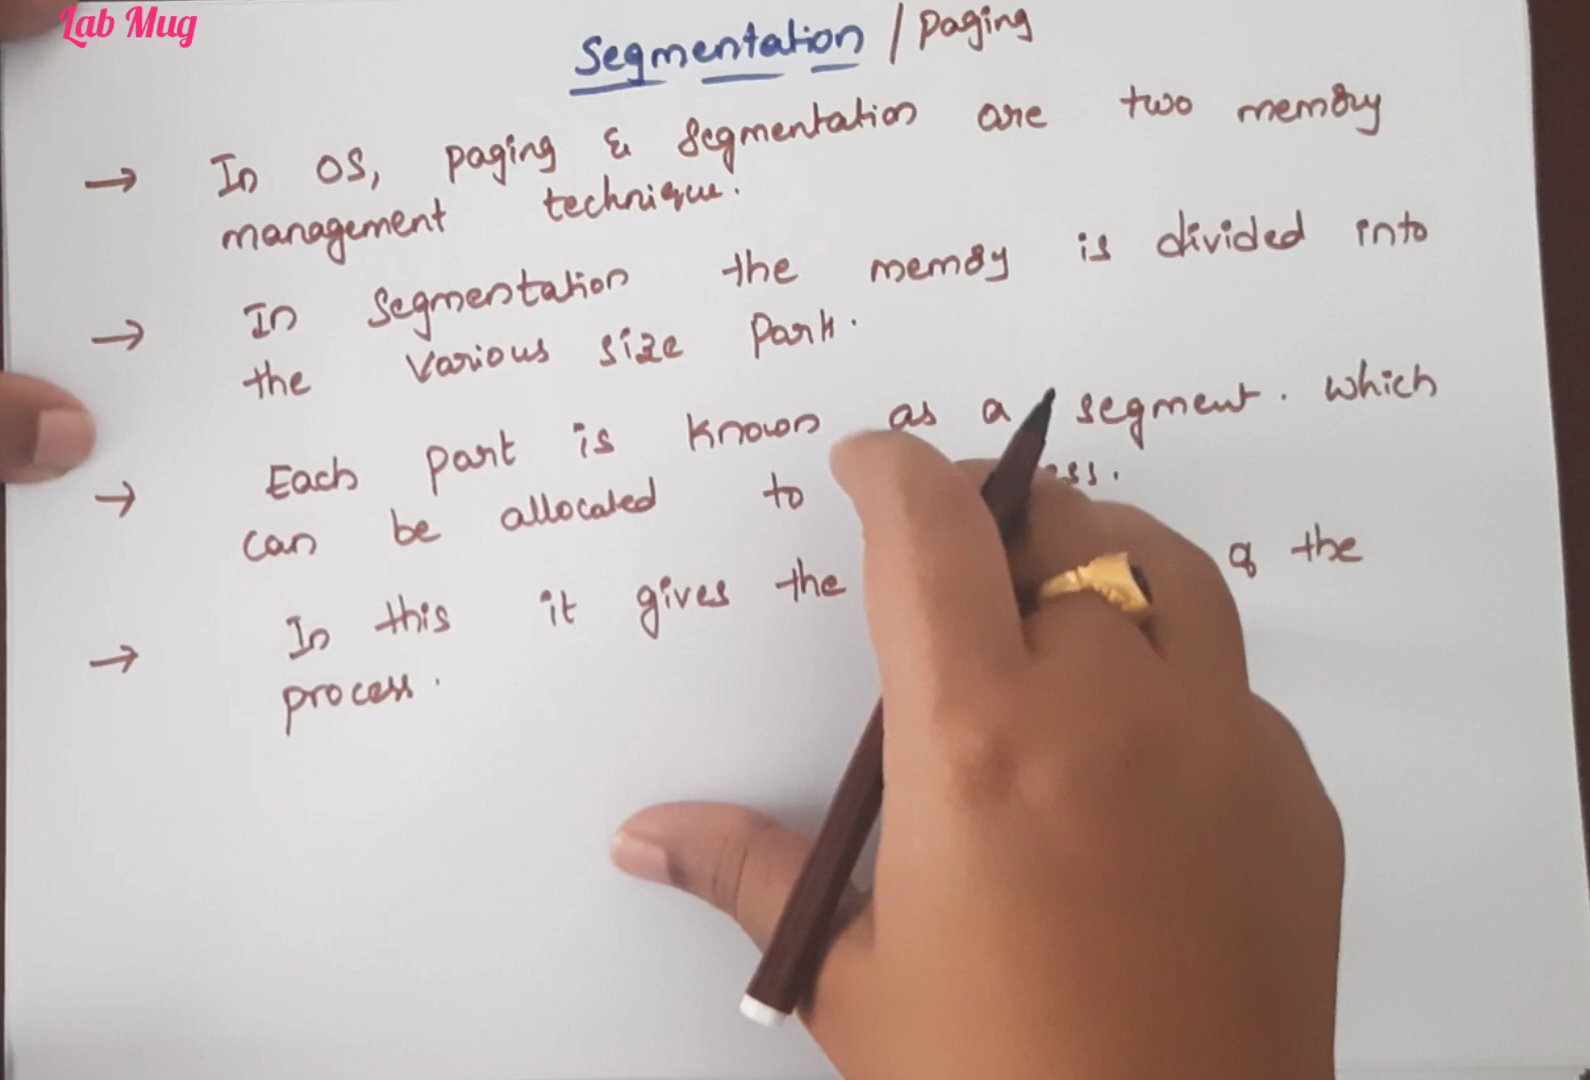 Lab Mug
Segmentation / Paging
→ In OS, paging & segmentation are two memory
management technique.
→ In segmentation the memory is divided into
the various size parts.
→ Each part is known as a segment. which
can be allocated to
→ In this it gives the of the
process.